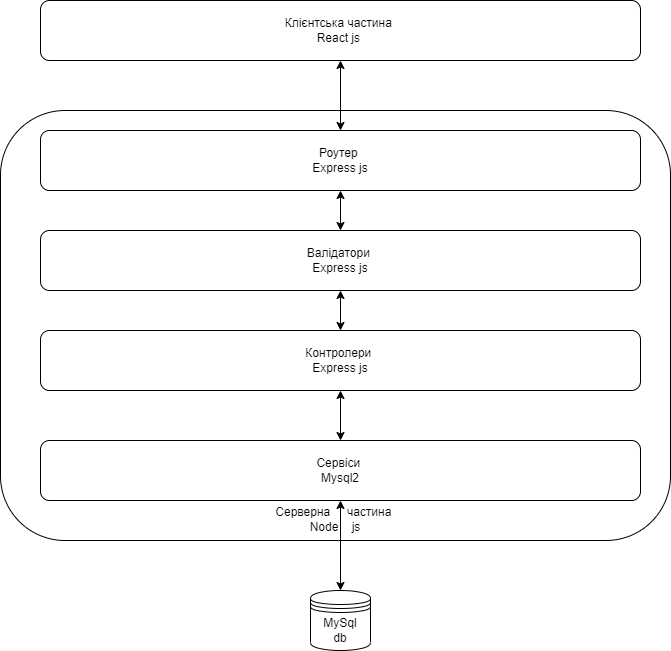 Клієнтська частина
React js
Роутер
Express js
Валідатори
Express js
Контролери
Express js
Сервіси
Mysql2
Серверна частина
Node js
MySql
db